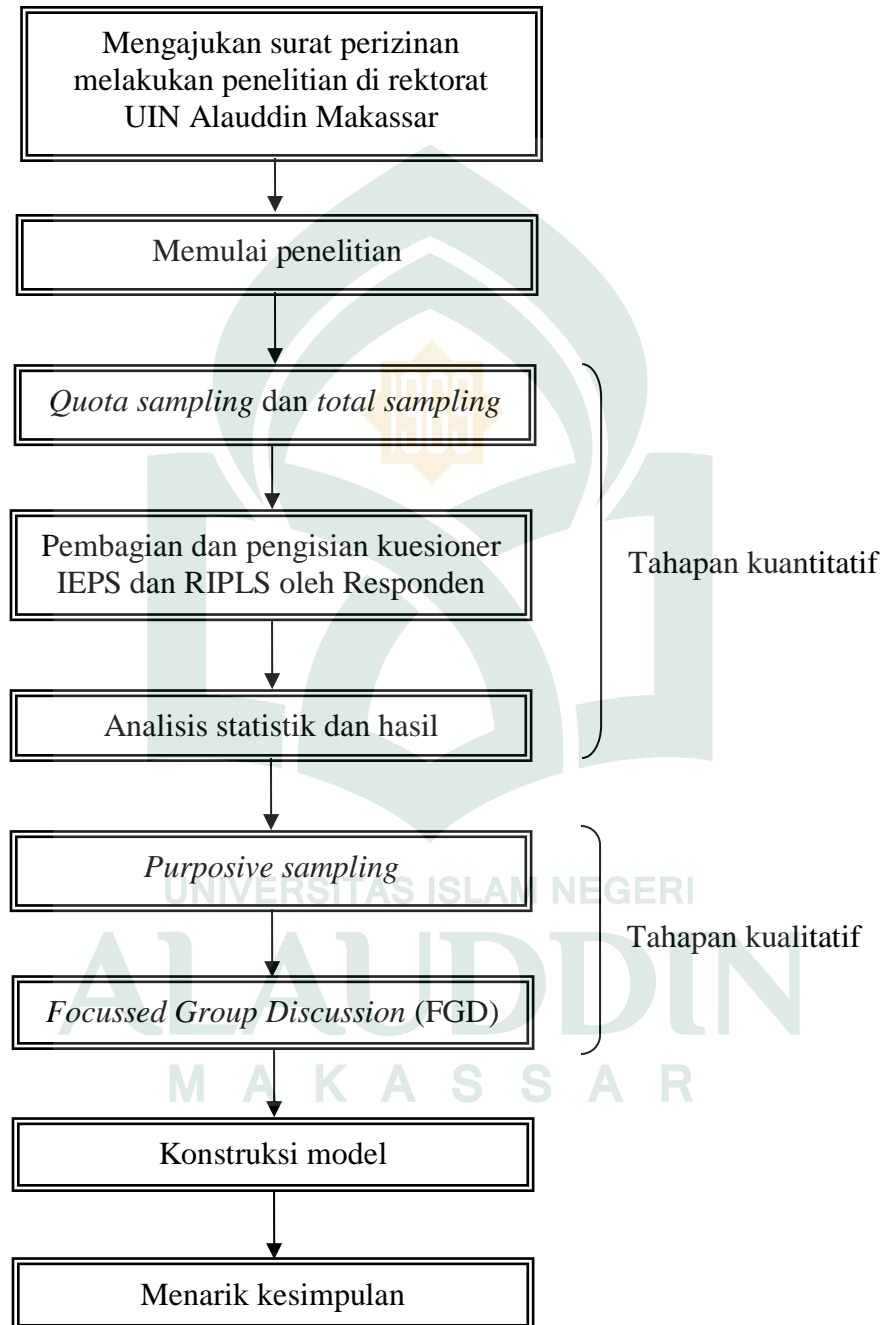 Mengajukan surat perizinan
melakukan penelitian di rektorat
UIN Alauddin Makassar
Memulai penelitian
Quota sampling dan total sampling
Pembagian dan pengisian kuesioner
IEPS dan RIPLS oleh Responden
Tahapan kuantitatif
Analisis statistik dan hasil
Purposive sampling
UNIVERSITAS ISLAM NEGERI
ALAUDDIN
Tahapan kualitatif
Focussed Group Discussion (FGD)
MAKASSAR
Konstruksi model
Menarik kesimpulan